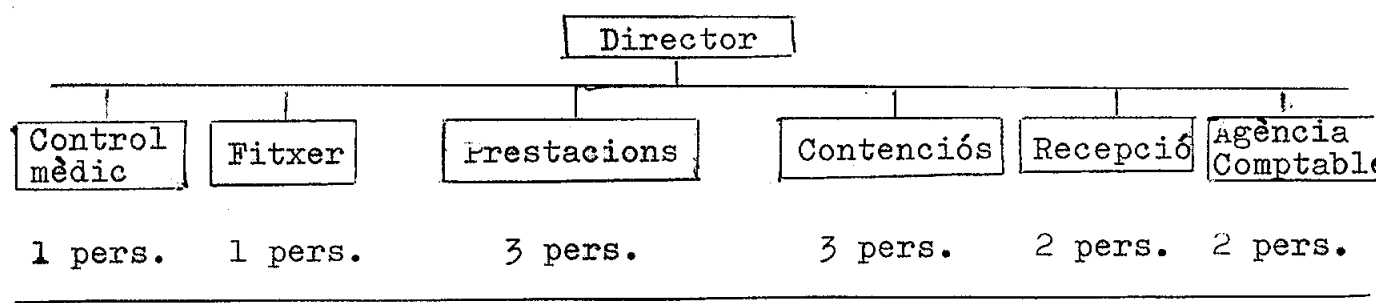 Director
Control
mèdic
Fitxer
Prestacions
Contenciós
Recepció
Agència
Comptable
1 pers. 1 pers. 3 pers. 3 pers. 2 pers. 2 pers.